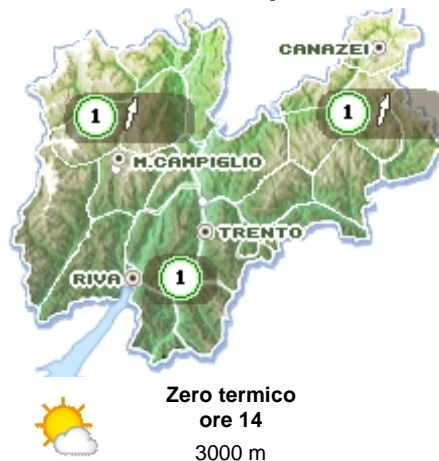 CANAZEI
1
1
M.CAMPIGLIO
TRENTO
RIVA
1
Zero termico
ore 14
3000 m